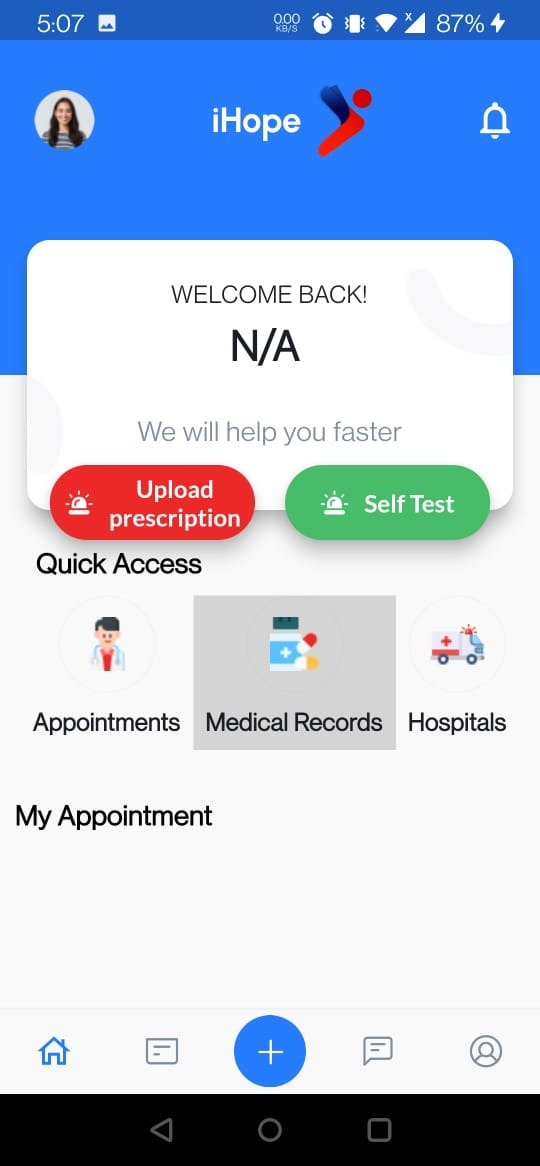 5:07 0.00 KB/S x 87%
iHope
WELCOME BACK!
N/A
We will help you faster
Upload prescription
Self Test
Quick Access
Appointments Medical Records Hospitals
My Appointment